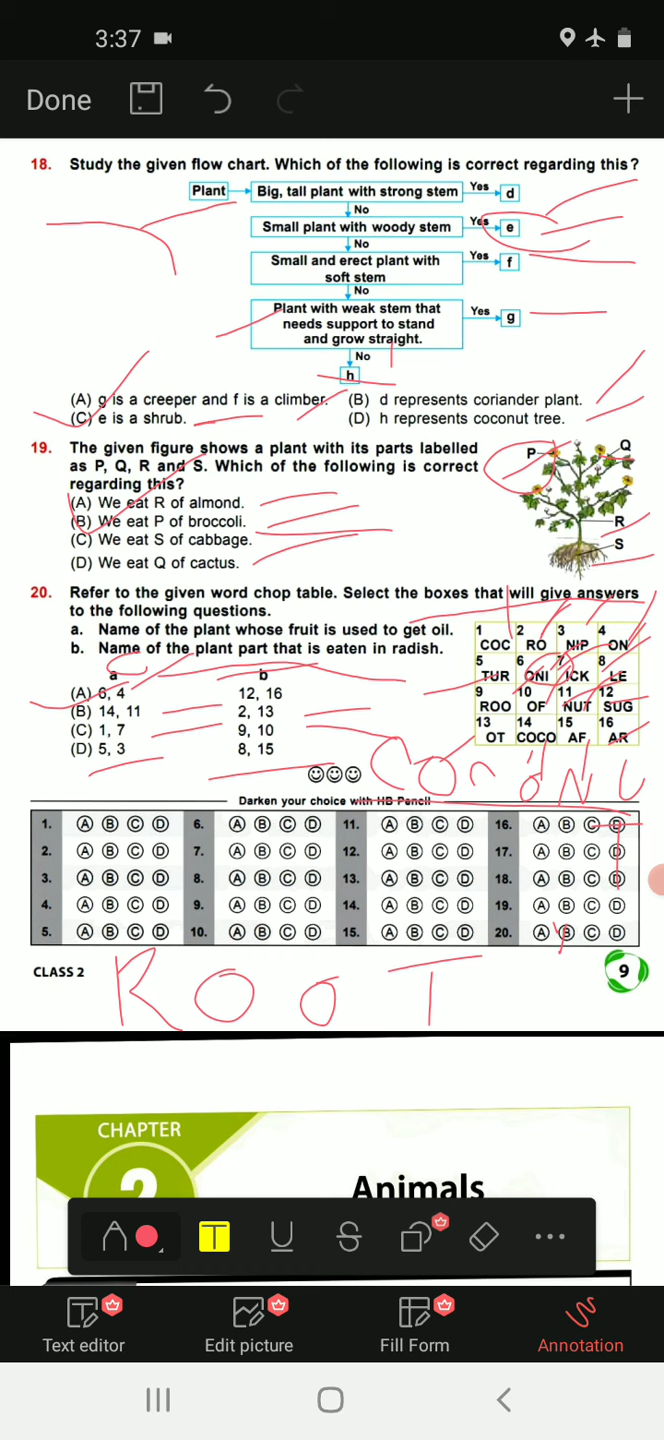 3:37
Done
18. Study the given flow chart. Which of the following is correct regarding this?
Plant Big, tall plant with strong stem Yes d
No
Small plant with woody stem Yes e
No
Small and erect plant with soft stem Yes f
No
Plant with weak stem that needs support to stand and grow straight. Yes g
No
h
(A) g is a creeper and f is a climber. (B) d represents coriander plant.
(C) e is a shrub. (D) h represents coconut tree.
19. The given figure shows a plant with its parts labelled
as P, Q, R and S. Which of the following is correct
regarding this?
(A) We eat R of almond.
(B) We eat P of broccoli.
(C) We eat S of cabbage.
(D) We eat Q of cactus.
P
Q
R
S
20. Refer to the given word chop table. Select the boxes that will give answers
to the following questions.
a. Name of the plant whose fruit is used to get oil.
b. Name of the plant part that is eaten in radish.
a b
(A) 6, 4 12, 16
(B) 14, 11 2, 13
(C) 1, 7 9, 10
(D) 5, 3 8, 15
1 2 3 4
COC RO NIP ON
5 6 7 8
TUR ONI ICK LE
9 10 11 12
ROO OF NUT SUG
13 14 15 16
OT COCO AF AR
Darken your choice with HB Pencil
1. A B C D 6. A B C D 11. A B C D 16. A B C D
2. A B C D 7. A B C D 12. A B C D 17. A B C D
3. A B C D 8. A B C D 13. A B C D 18. A B C D
4. A B C D 9. A B C D 14. A B C D 19. A B C D
5. A B C D 10. A B C D 15. A B C D 20. A B C D
CLASS 2
ROOT
9
CHAPTER
2
Animals
T U S
Text editor Edit picture Fill Form Annotation